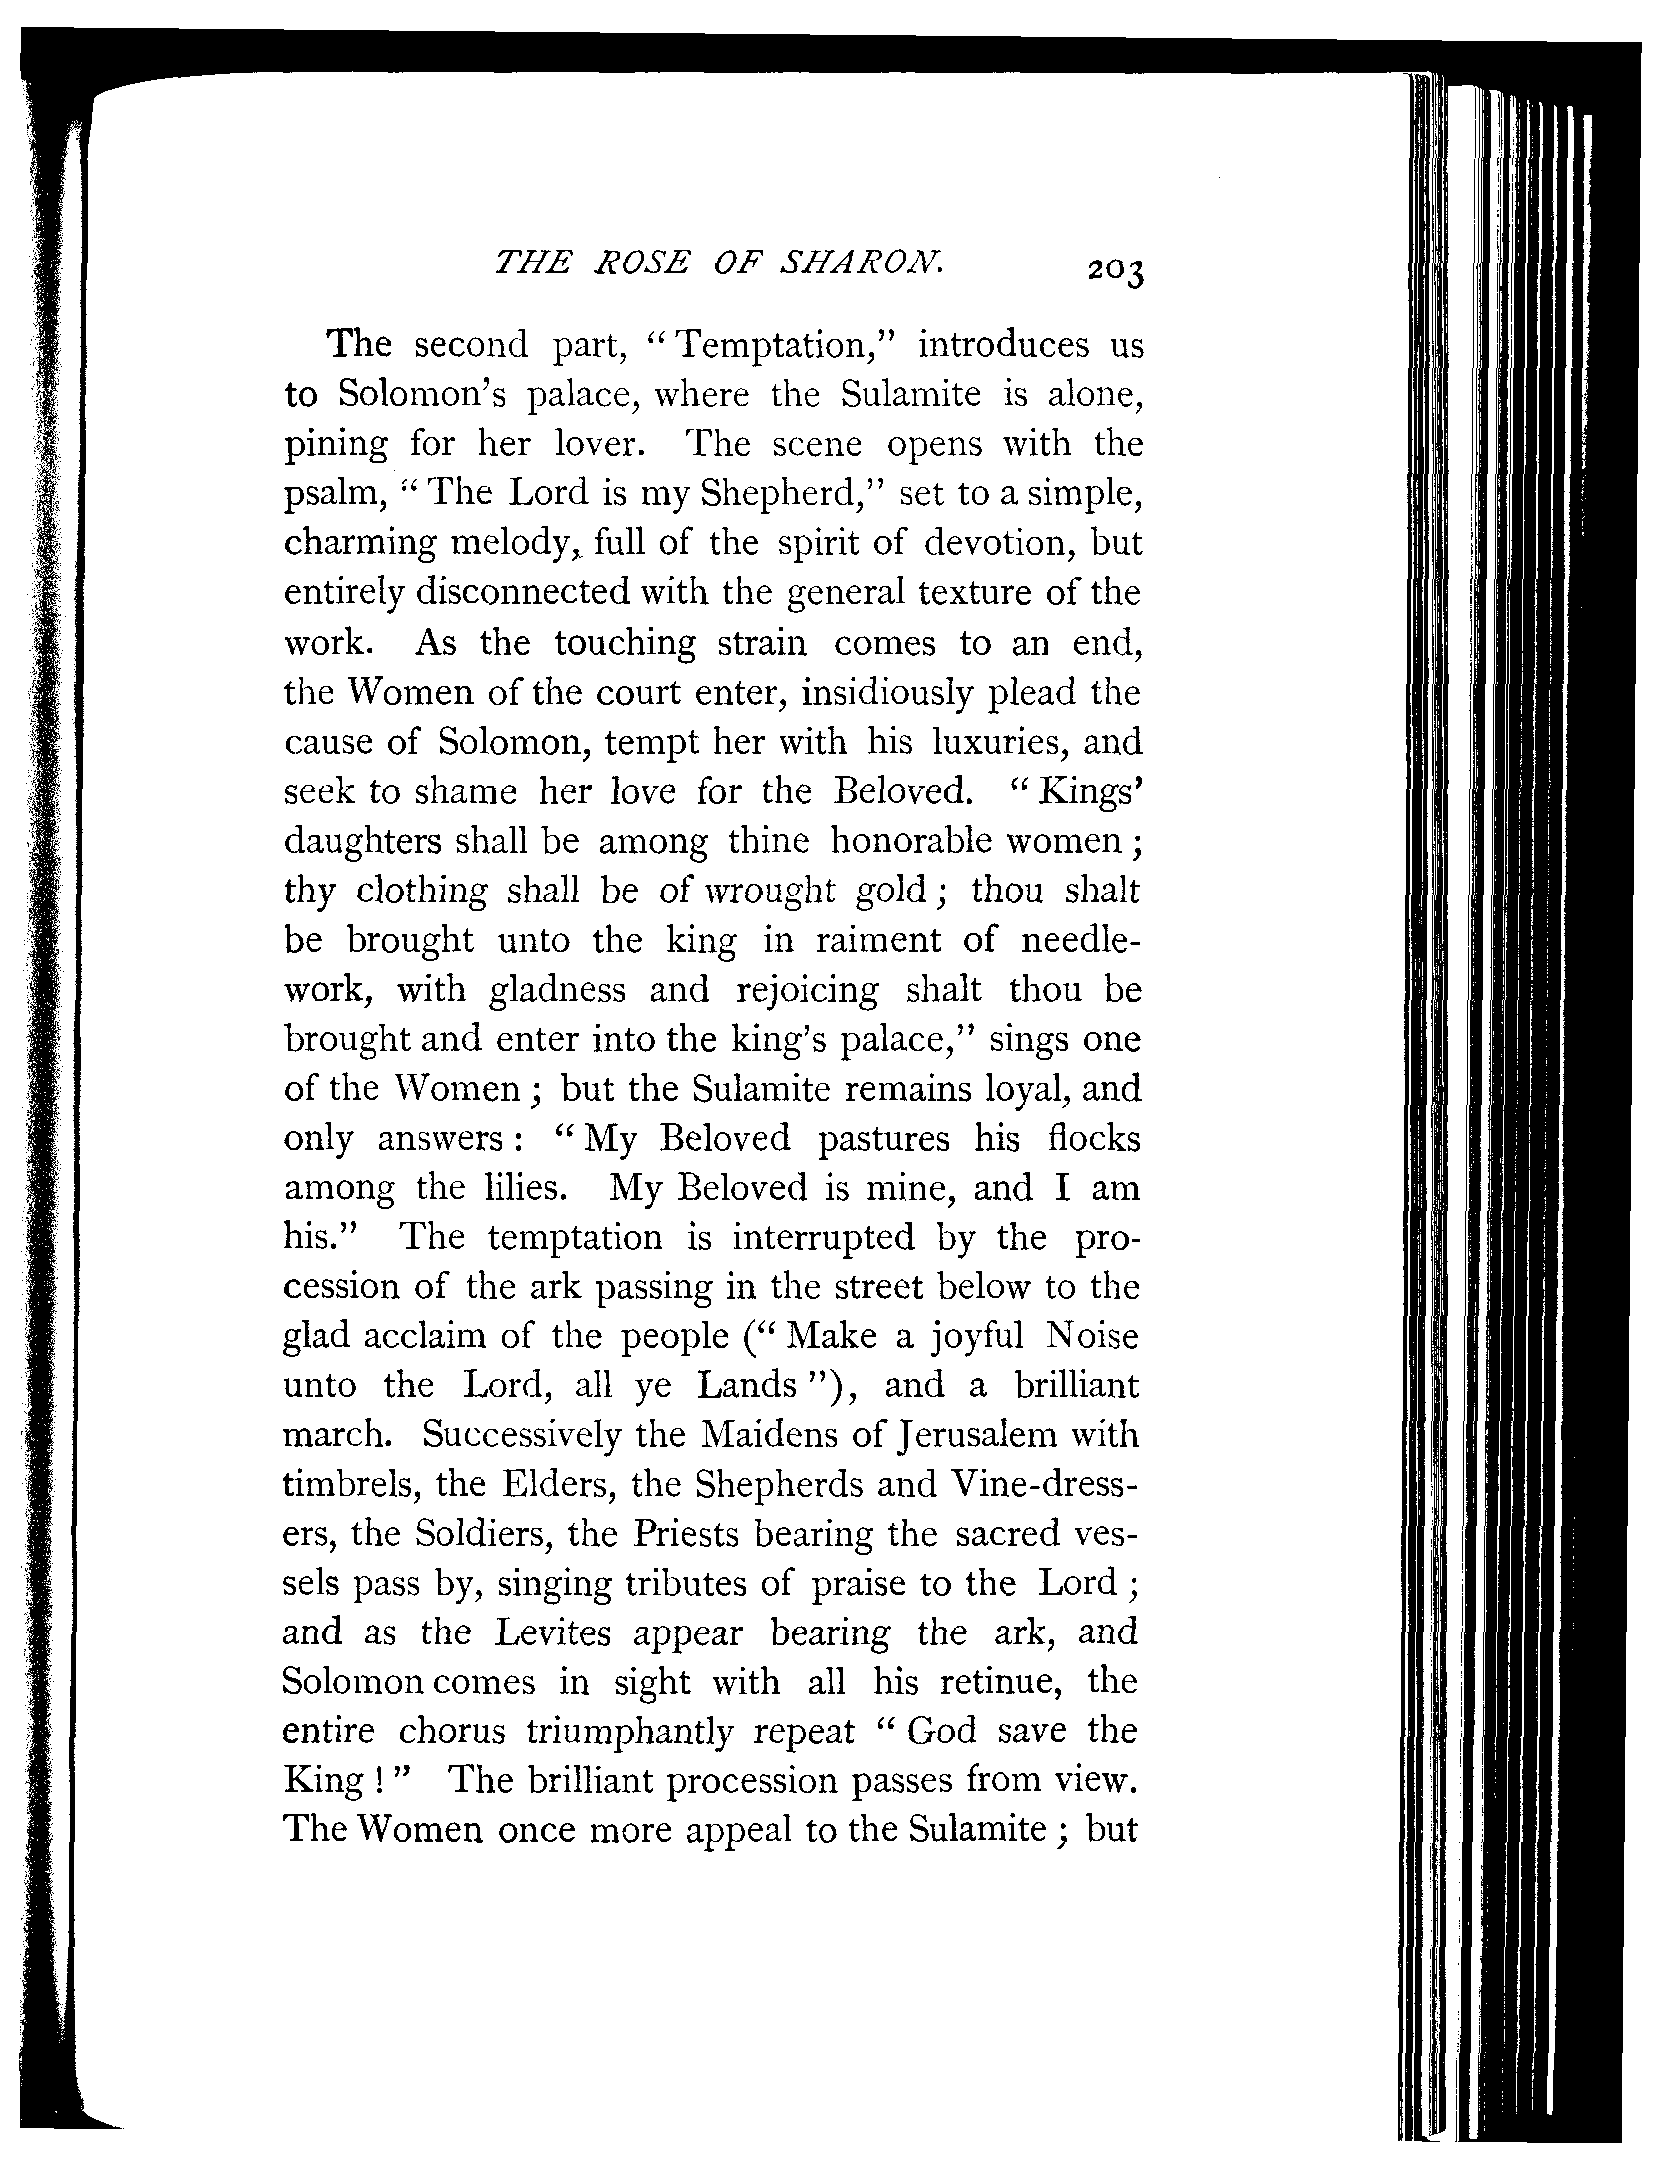 THE ROSE OF SHARON. 203
The second part, “Temptation,” introduces us
to Solomon’s palace, where the Sulamite is alone,
pining for her lover. The scene opens with the
psalm, “The Lord is my Shepherd,” set to a simple,
charming melody, full of the spirit of devotion, but
entirely disconnected with the general texture of the
work. As the touching strain comes to an end,
the Women of the court enter, insidiously plead the
cause of Solomon, tempt her with his luxuries, and
seek to shame her love for the Beloved. “Kings’
daughters shall be among thine honorable women;
thy clothing shall be of wrought gold; thou shalt
be brought unto the king in raiment of needle-
work, with gladness and rejoicing shalt thou be
brought and enter into the king’s palace,” sings one
of the Women; but the Sulamite remains loyal, and
only answers: “My Beloved pastures his flocks
among the lilies. My Beloved is mine, and I am
his.” The temptation is interrupted by the pro-
cession of the ark passing in the street below to the
glad acclaim of the people (“Make a joyful Noise
unto the Lord, all ye Lands”), and a brilliant
march. Successively the Maidens of Jerusalem with
timbrels, the Elders, the Shepherds and Vine-dress-
ers, the Soldiers, the Priests bearing the sacred ves-
sels pass by, singing tributes of praise to the Lord;
and as the Levites appear bearing the ark, and
Solomon comes in sight with all his retinue, the
entire chorus triumphantly repeat “God save the
King!” The brilliant procession passes from view.
The Women once more appeal to the Sulamite; but